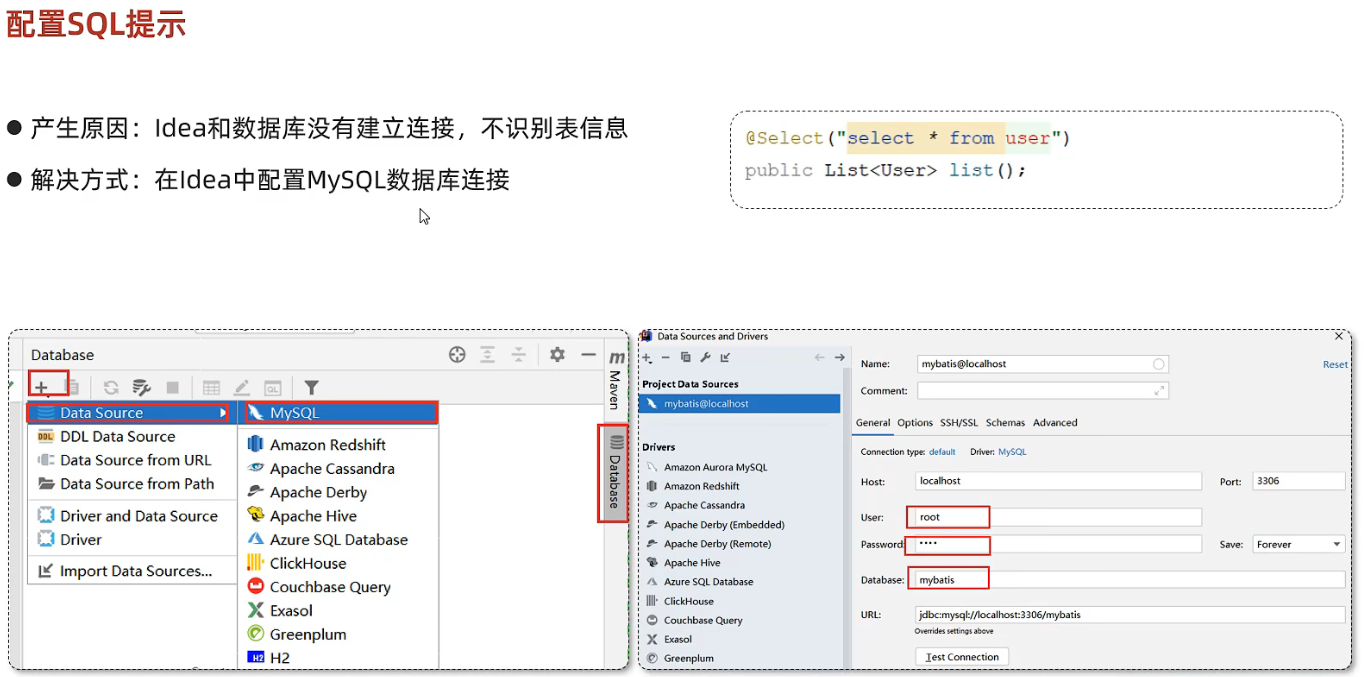 配置SQL提示
● 产生原因：Idea和数据库没有建立连接，不识别表信息
● 解决方式：在Idea中配置MySQL数据库连接
@Select("select * from user")
public List<User> list();
Database
Data Source
MySQL
DDL Data Source
Data Source from URL
Data Source from Path
Driver and Data Source
Driver
Import Data Sources...
Amazon Redshift
Apache Cassandra
Apache Derby
Apache Hive
Azure SQL Database
ClickHouse
Couchbase Query
Exasol
Greenplum
H2
Maven
Database
Data Sources and Drivers
Project Data Sources
mybatis@localhost
Drivers
Amazon Aurora MySQL
Amazon Redshift
Apache Cassandra
Apache Derby (Embedded)
Apache Derby (Remote)
Apache Hive
Azure SQL Database
ClickHouse
Couchbase Query
Exasol
Greenplum
Name: mybatis@localhost
Reset
Comment:
General Options SSH/SSL Schemas Advanced
Connection type: default Driver: MySQL
Host: localhost Port: 3306
User: root
Password: •••• Save: Forever
Database: mybatis
URL: jdbc:mysql://localhost:3306/mybatis
Overrides settings above
Test Connection